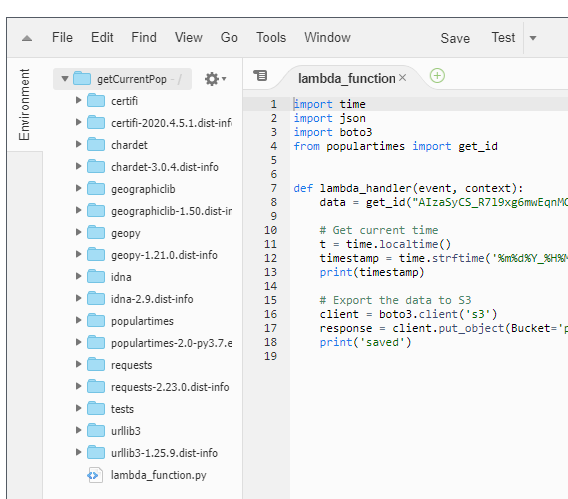 File Edit Find View Go Tools Window Save Test
Environment
getCurrentPop - /
certifi
certifi-2020.4.5.1.dist-info
chardet
chardet-3.0.4.dist-info
geographiclib
geographiclib-1.50.dist-ir
geopy
geopy-1.21.0.dist-info
idna
idna-2.9.dist-info
populartimes
populartimes-2.0-py3.7.e
requests
requests-2.23.0.dist-info
tests
urllib3
urllib3-1.25.9.dist-info
lambda_function.py
lambda_function
1 import time
2 import json
3 import boto3
4 from populartimes import get_id
5
6
7 def lambda_handler(event, context):
8 data = get_id("AIzaSyCS_R7l9xg6mwEqnMC
9
10 # Get current time
11 t = time.localtime()
12 timestamp = time.strftime('%m%d%Y_%H%M
13 print(timestamp)
14
15 # Export the data to S3
16 client = boto3.client('s3')
17 response = client.put_object(Bucket='p
18 print('saved')
19